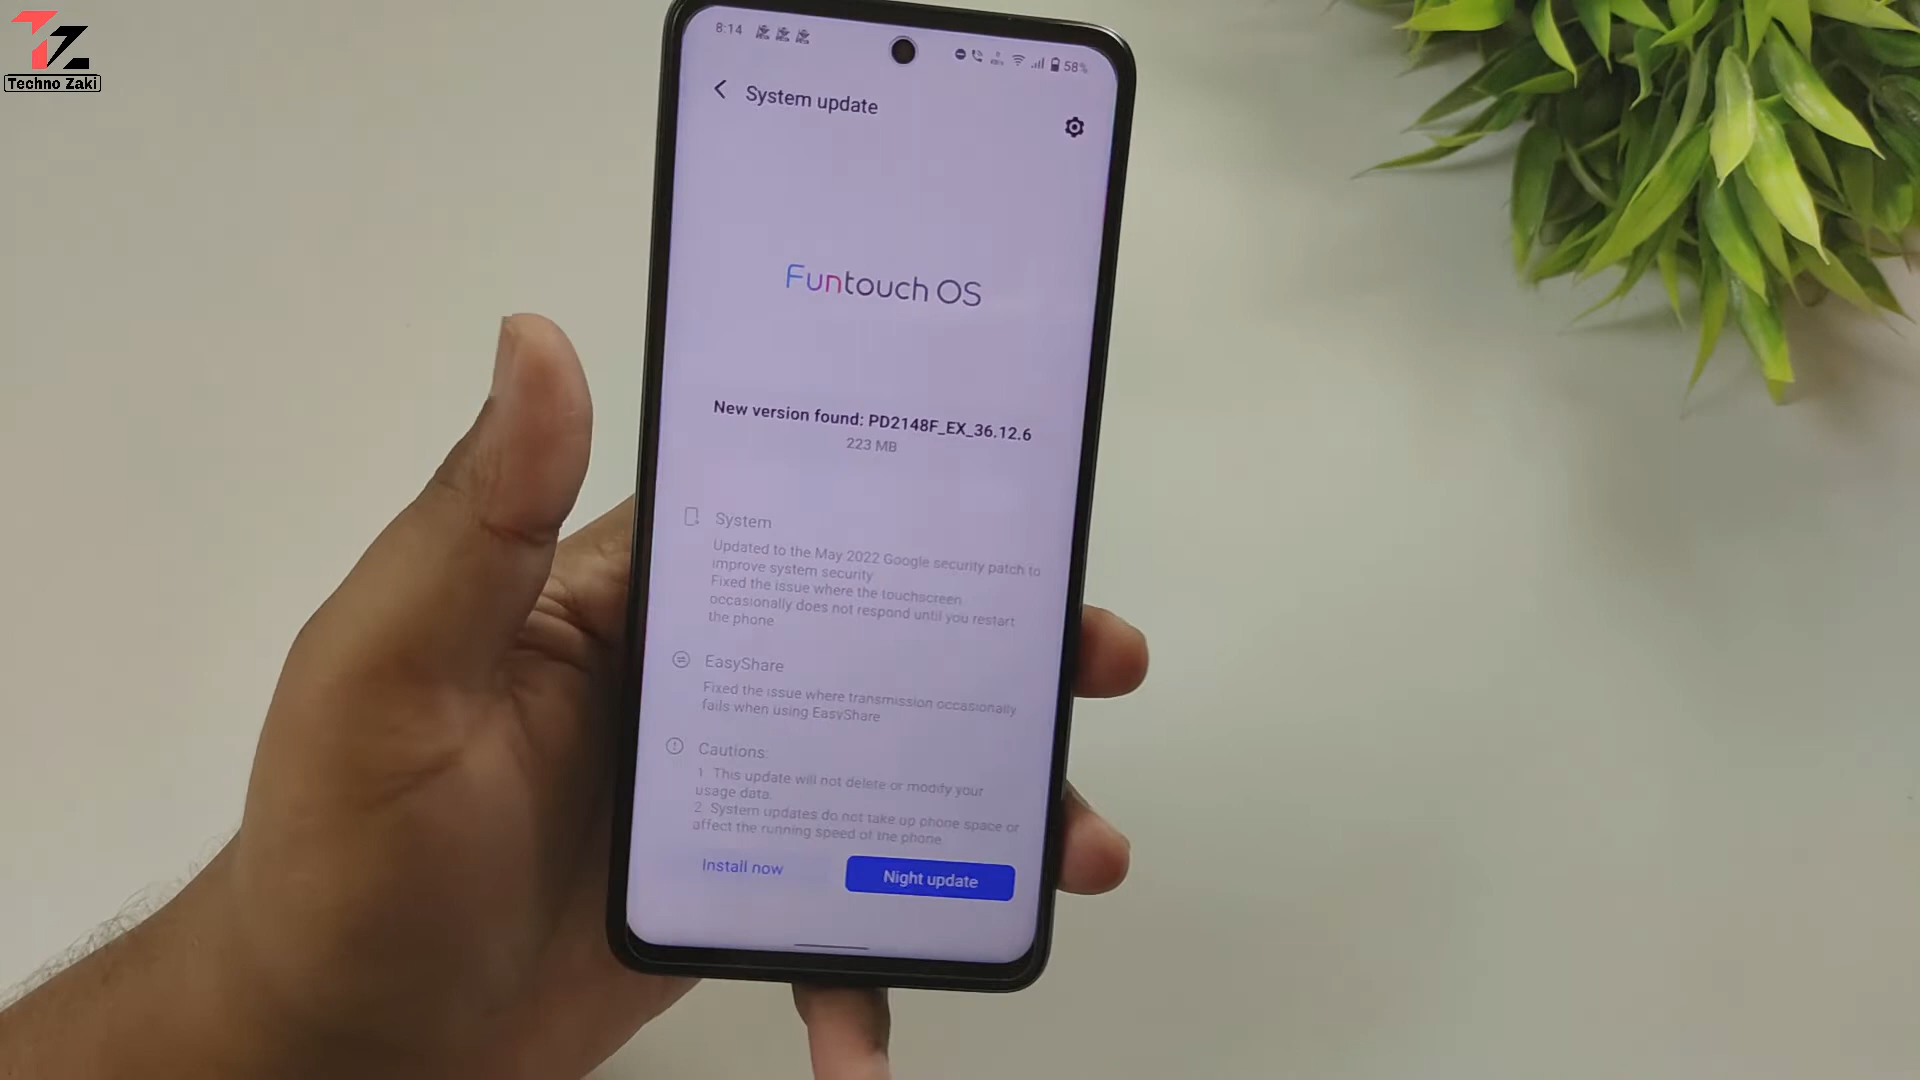 TZ
Techno Zaki
8:14
58%
System update
Funtouch OS
New version found: PD2148F_EX_36.12.6
223 MB
System
Updated to the May 2022 Google security patch to
improve system security
Fixed the issue where the touchscreen
occasionally does not respond until you restart
the phone
EasyShare
Fixed the issue where transmission occasionally
fails when using EasyShare
Cautions:
1. This update will not delete or modify your
usage data.
2. System updates do not take up phone space or
affect the running speed of the phone.
Install now
Night update